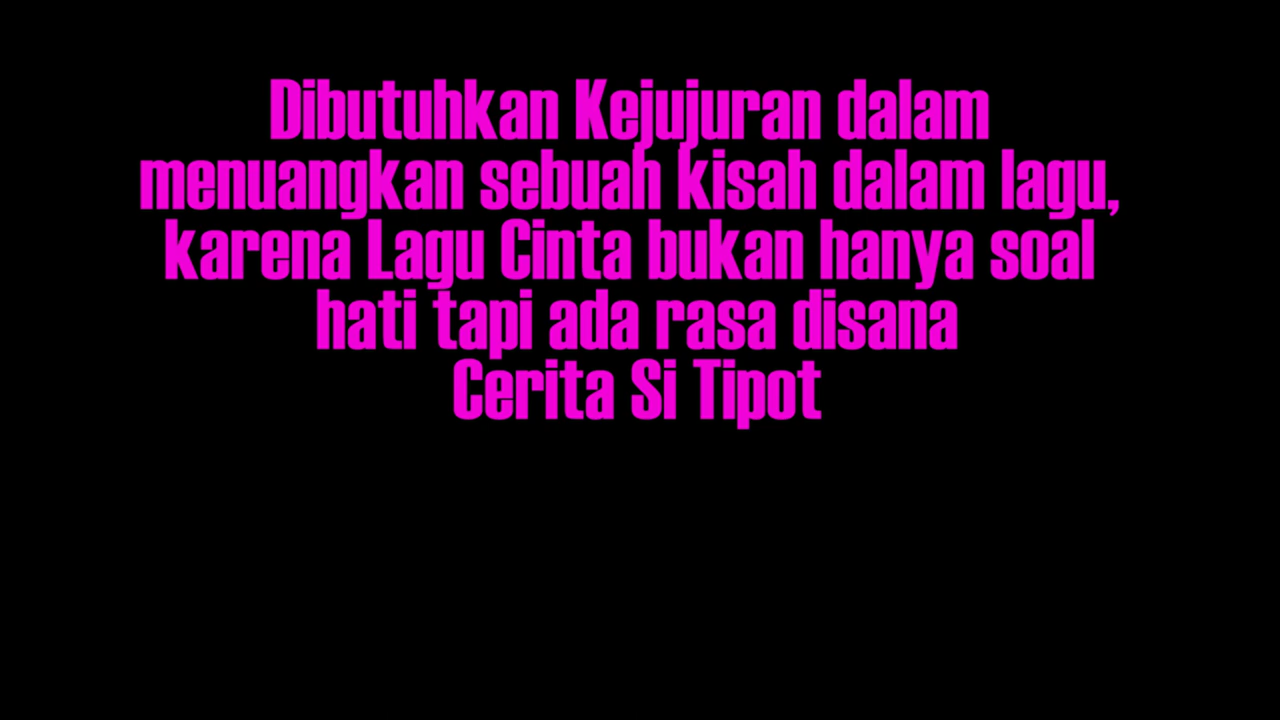 Dibutuhkan Kejujuran dalam
menuangkan sebuah kisah dalam lagu,
karena Lagu Cinta bukan hanya soal
hati tapi ada rasa disana
Cerita Si Tipot